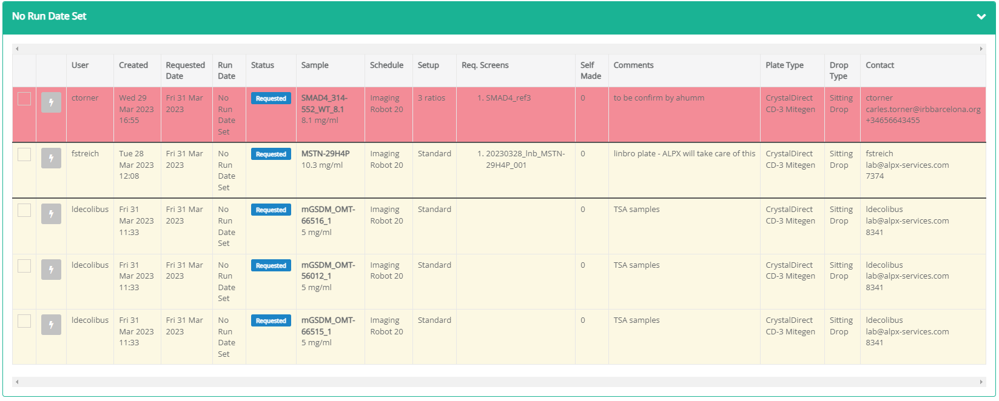 No Run Date Set
User Created Requested Date Run Date Status Sample Schedule Setup Req. Screens Self Made Comments Plate Type Drop Type Contact
ctorner
Wed 29
Mar 2023
16:55
Fri 31 Mar
2023
No
Run
Date
Set
Requested
SMAD4_314-
552_WT_8.1
8.1 mg/ml
Imaging
Robot 20
3 ratios
1. SMAD4_ref3
0
to be confirm by ahumm
CrystalDirect
CD-3 Mitegen
Sitting
Drop
ctorner
carles.torner@irbbarcelona.org
+34656643455
fstreich
Tue 28
Mar 2023
12:08
Fri 31 Mar
2023
No
Run
Date
Set
Requested
MSTN-29H4P
10.3 mg/ml
Imaging
Robot 20
Standard
1. 20230328_lnb_MSTN-
29H4P_001
0
linbro plate - ALPX will take care of this
CrystalDirect
CD-3 Mitegen
Sitting
Drop
fstreich
lab@alpx-services.com
7374
ldecolibus
Fri 31
Mar 2023
11:33
Fri 31 Mar
2023
No
Run
Date
Set
Requested
mGSDM_OMT-
66516_1
5 mg/ml
Imaging
Robot 20
Standard
0
TSA samples
CrystalDirect
CD-3 Mitegen
Sitting
Drop
ldecolibus
lab@alpx-services.com
8341
ldecolibus
Fri 31
Mar 2023
11:33
Fri 31 Mar
2023
No
Run
Date
Set
Requested
mGSDM_OMT-
56012_1
5 mg/ml
Imaging
Robot 20
Standard
0
TSA samples
CrystalDirect
CD-3 Mitegen
Sitting
Drop
ldecolibus
lab@alpx-services.com
8341
ldecolibus
Fri 31
Mar 2023
11:33
Fri 31 Mar
2023
No
Run
Date
Set
Requested
mGSDM_OMT-
66515_1
5 mg/ml
Imaging
Robot 20
Standard
0
TSA samples
CrystalDirect
CD-3 Mitegen
Sitting
Drop
ldecolibus
lab@alpx-services.com
8341